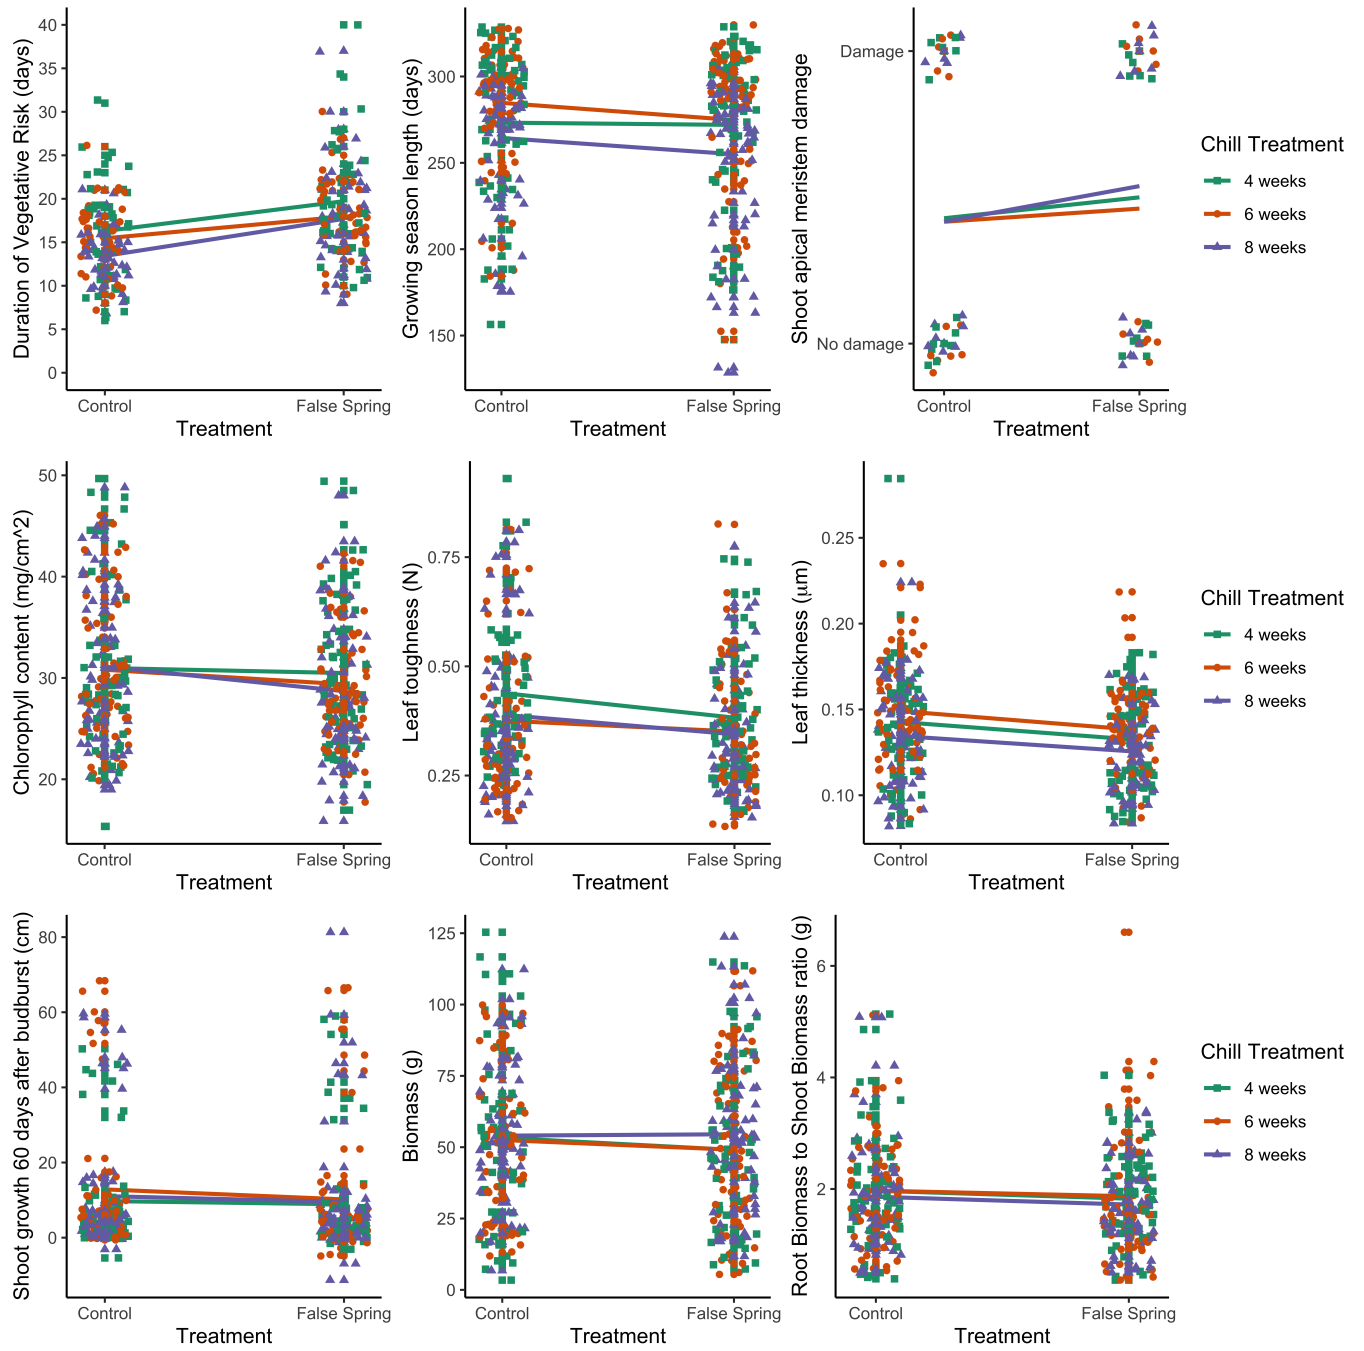 Duration of Vegetative Risk (days)
40
35
30
25
20
15
10
5
0
Control
False Spring
Treatment
Growing season length (days)
300
250
200
150
Control
False Spring
Treatment
Shoot apical meristem damage
Damage
No damage
Control
False Spring
Treatment
Chill Treatment
4 weeks
6 weeks
8 weeks
Chlorophyll content (mg/cm^2)
50
40
30
20
Control
False Spring
Treatment
Leaf toughness (N)
0.75
0.50
0.25
Control
False Spring
Treatment
Leaf thickness (μm)
0.25
0.20
0.15
0.10
Control
False Spring
Treatment
Chill Treatment
4 weeks
6 weeks
8 weeks
Shoot growth 60 days after budburst (cm)
80
60
40
20
0
Control
False Spring
Treatment
Biomass (g)
125
100
75
50
25
0
Control
False Spring
Treatment
Root Biomass to Shoot Biomass ratio (g)
6
4
2
Control
False Spring
Treatment
Chill Treatment
4 weeks
6 weeks
8 weeks